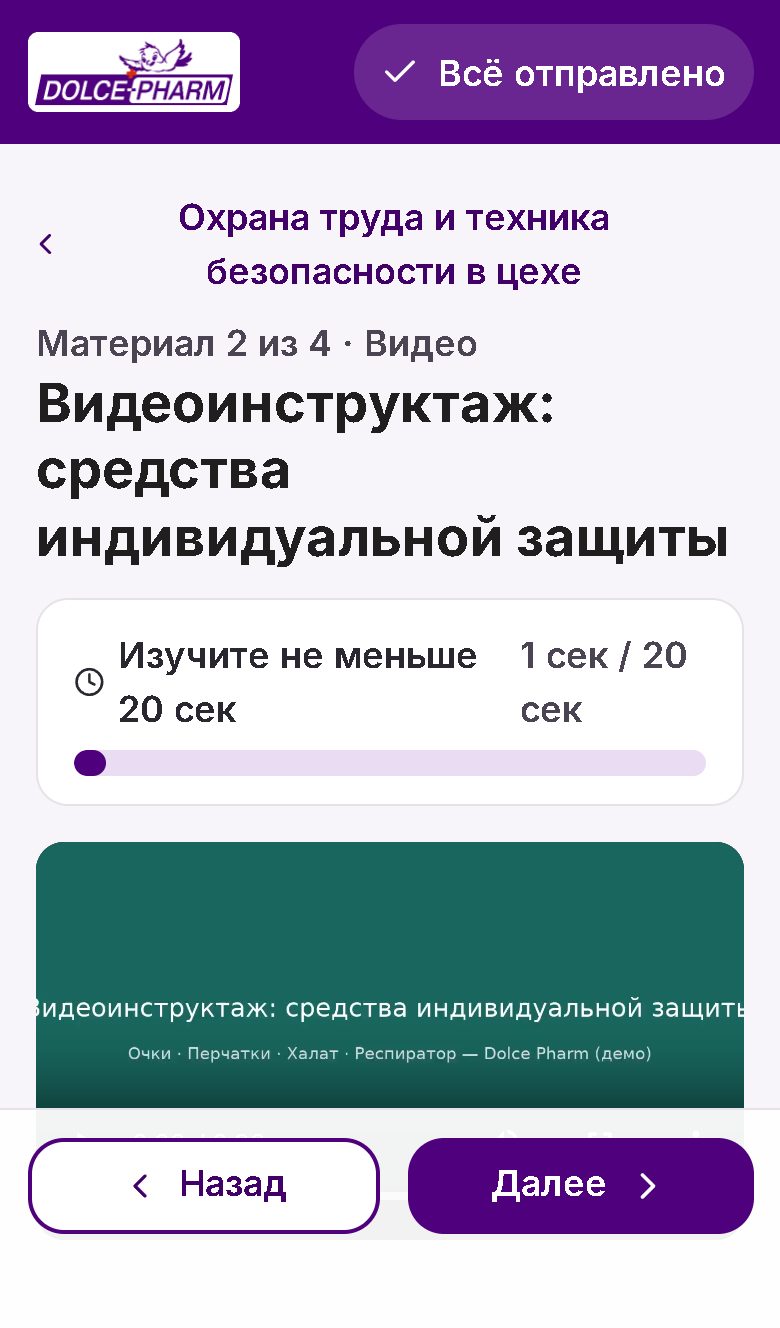 DOLCE-PHARM
Всё отправлено
Охрана труда и техника
безопасности в цехе
Материал 2 из 4 · Видео
Видеоинструктаж:
средства
индивидуальной защиты
Изучите не меньше
20 сек
1 сек / 20
сек
Видеоинструктаж: средства индивидуальной защиты
Очки · Перчатки · Халат · Респиратор — Dolce Pharm (демо)
Назад
Далее